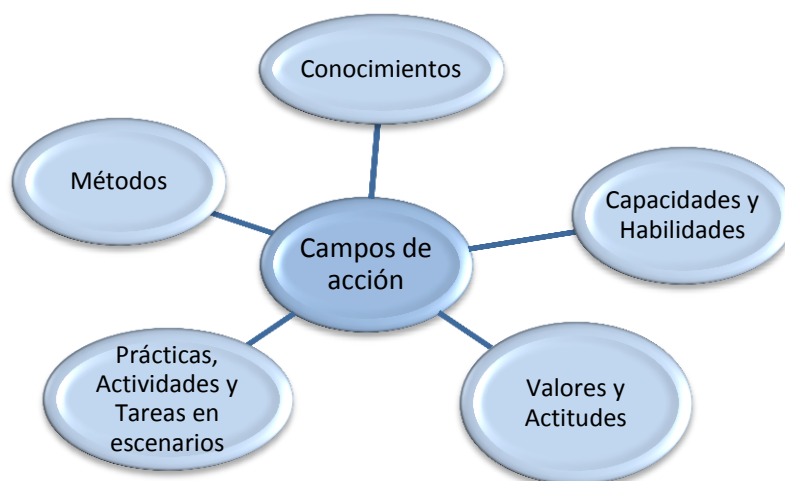 Conocimientos
Métodos
Capacidades y
Habilidades
Campos de
acción
Prácticas,
Actividades y
Tareas en
escenarios
Valores y
Actitudes